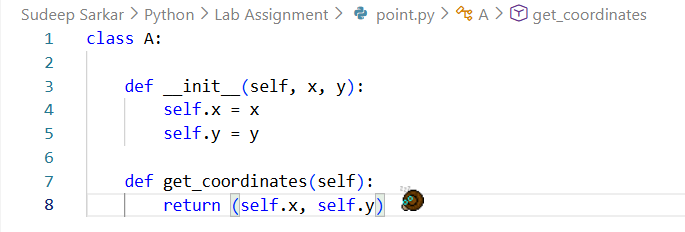 Sudeep Sarkar > Python > Lab Assignment > point.py > A > get_coordinates
1 class A:
2
3     def __init__(self, x, y):
4         self.x = x
5         self.y = y
6
7     def get_coordinates(self):
8         return (self.x, self.y)